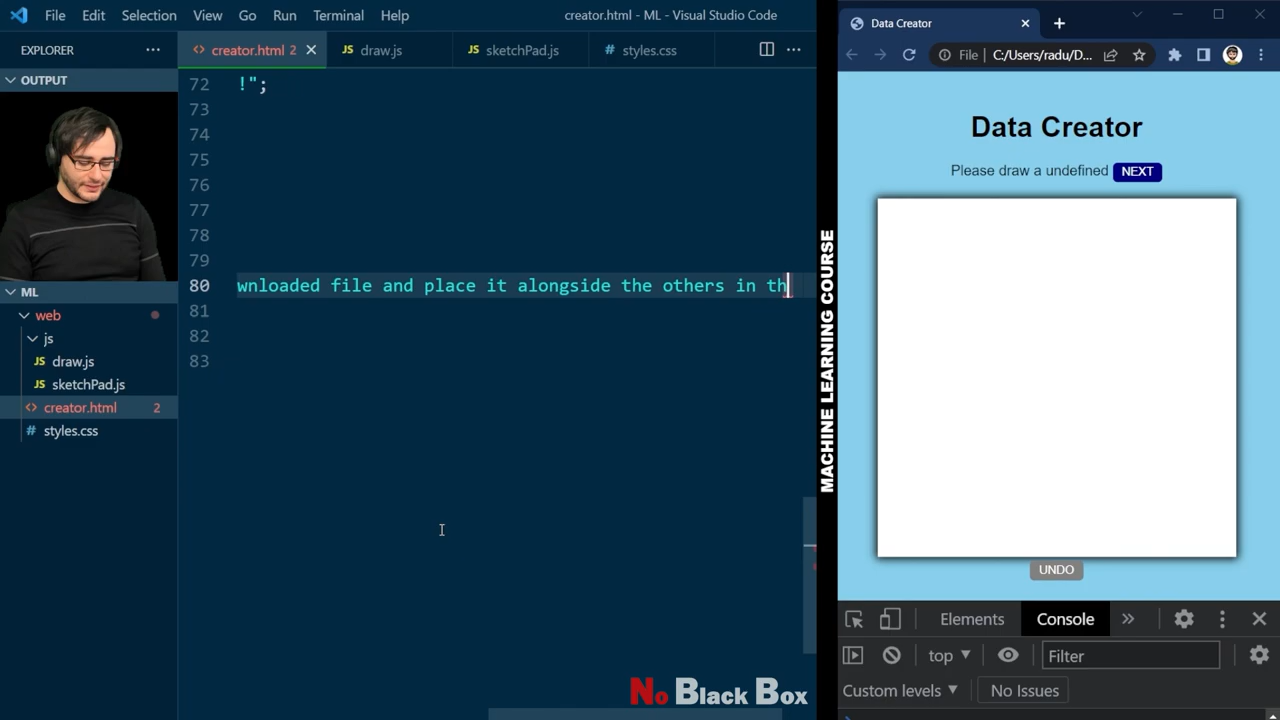 File Edit Selection View Go Run Terminal Help
creator.html - ML - Visual Studio Code
EXPLORER
OUTPUT
ML
web
js
JS draw.js
JS sketchPad.js
<> creator.html 2
# styles.css
<> creator.html 2
JS draw.js
JS sketchPad.js
# styles.css
72 !";
73
74
75
76
77
78
79
80 wnloaded file and place it alongside the others in th
81
82
83
No Black Box
MACHINE LEARNING COURSE
Data Creator
File C:/Users/radu/D...
Data Creator
Please draw a undefined NEXT
UNDO
Elements Console
top Filter
Custom levels No Issues